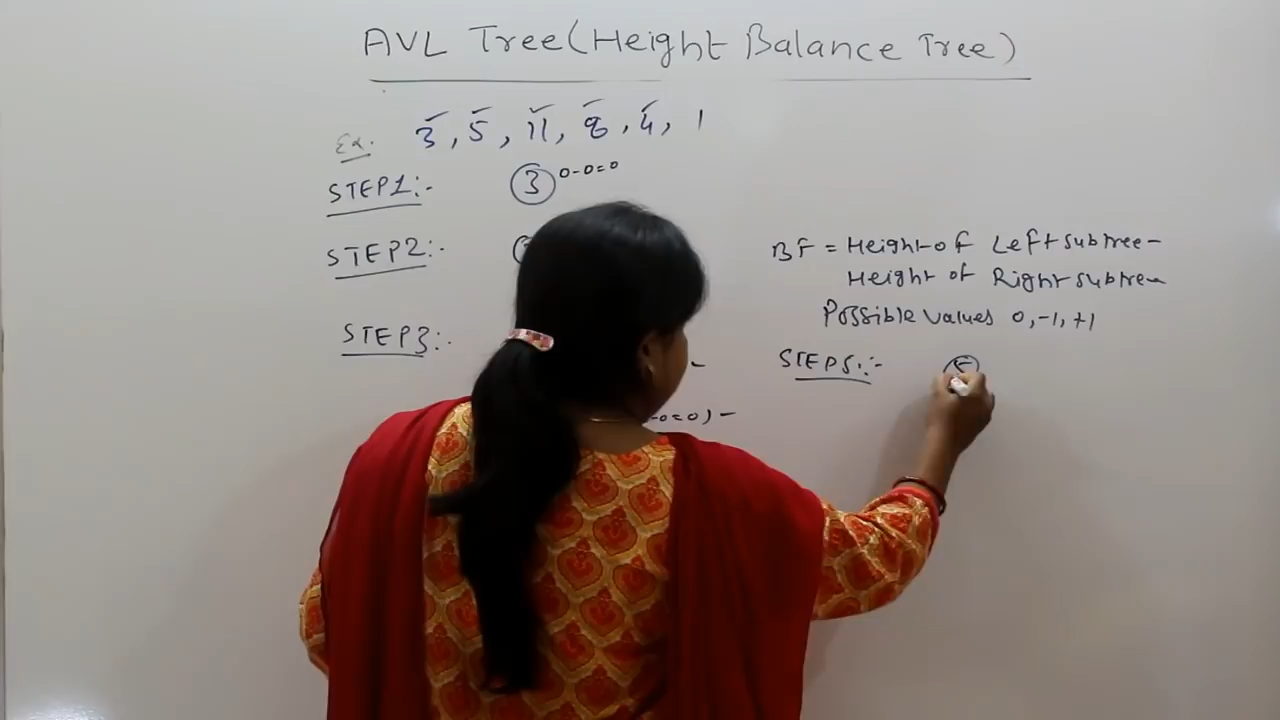 AVL Tree(Height Balance Tree)
Ex. 3, 5, 11, 8, 4, 1
STEP1:- 3 0-0=0
STEP2:-
STEP3:-
-0=0) -
BF = Height of Left subtree -
Height of Right subtree
Possible values 0, -1, +1
STEP5:- 5